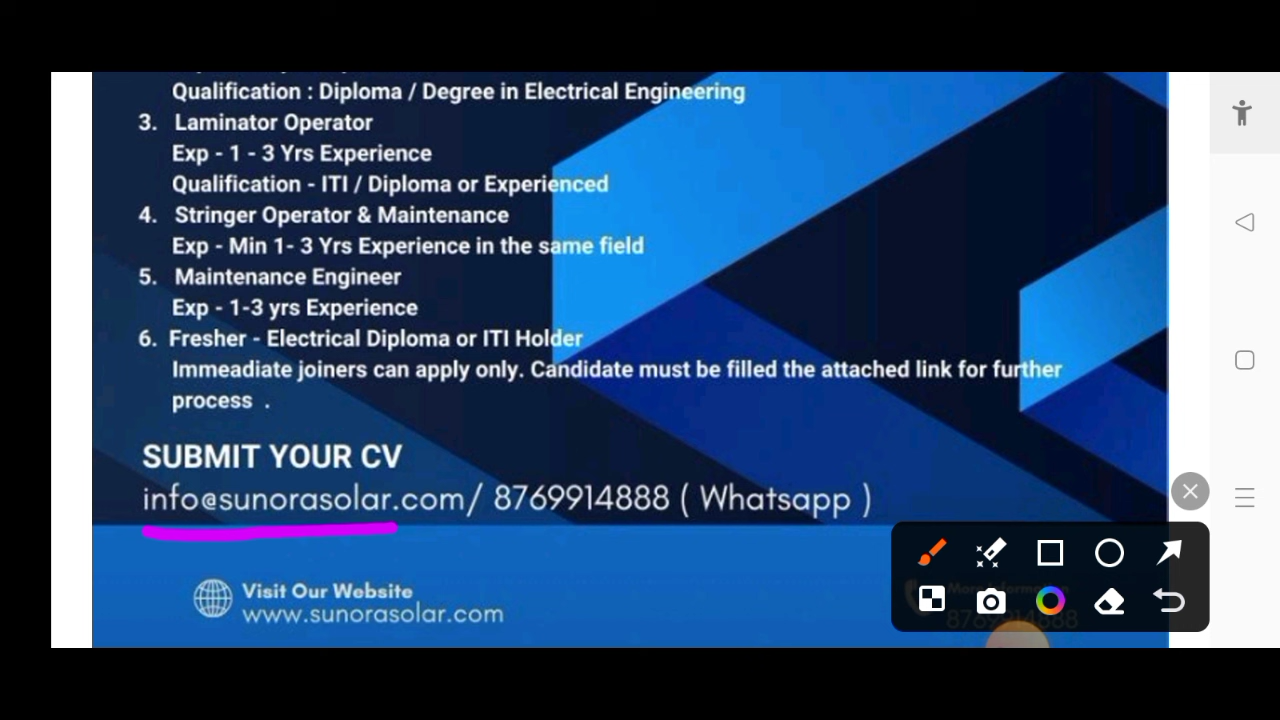 Qualification : Diploma / Degree in Electrical Engineering
3. Laminator Operator
Exp - 1 - 3 Yrs Experience
Qualification - ITI / Diploma or Experienced
4. Stringer Operator & Maintenance
Exp - Min 1- 3 Yrs Experience in the same field
5. Maintenance Engineer
Exp - 1-3 yrs Experience
6. Fresher - Electrical Diploma or ITI Holder
Immeadiate joiners can apply only. Candidate must be filled the attached link for further
process .
SUBMIT YOUR CV
info@sunorasolar.com/ 8769914888 ( Whatsapp )
Visit Our Website
www.sunorasolar.com
More Information
8769914888